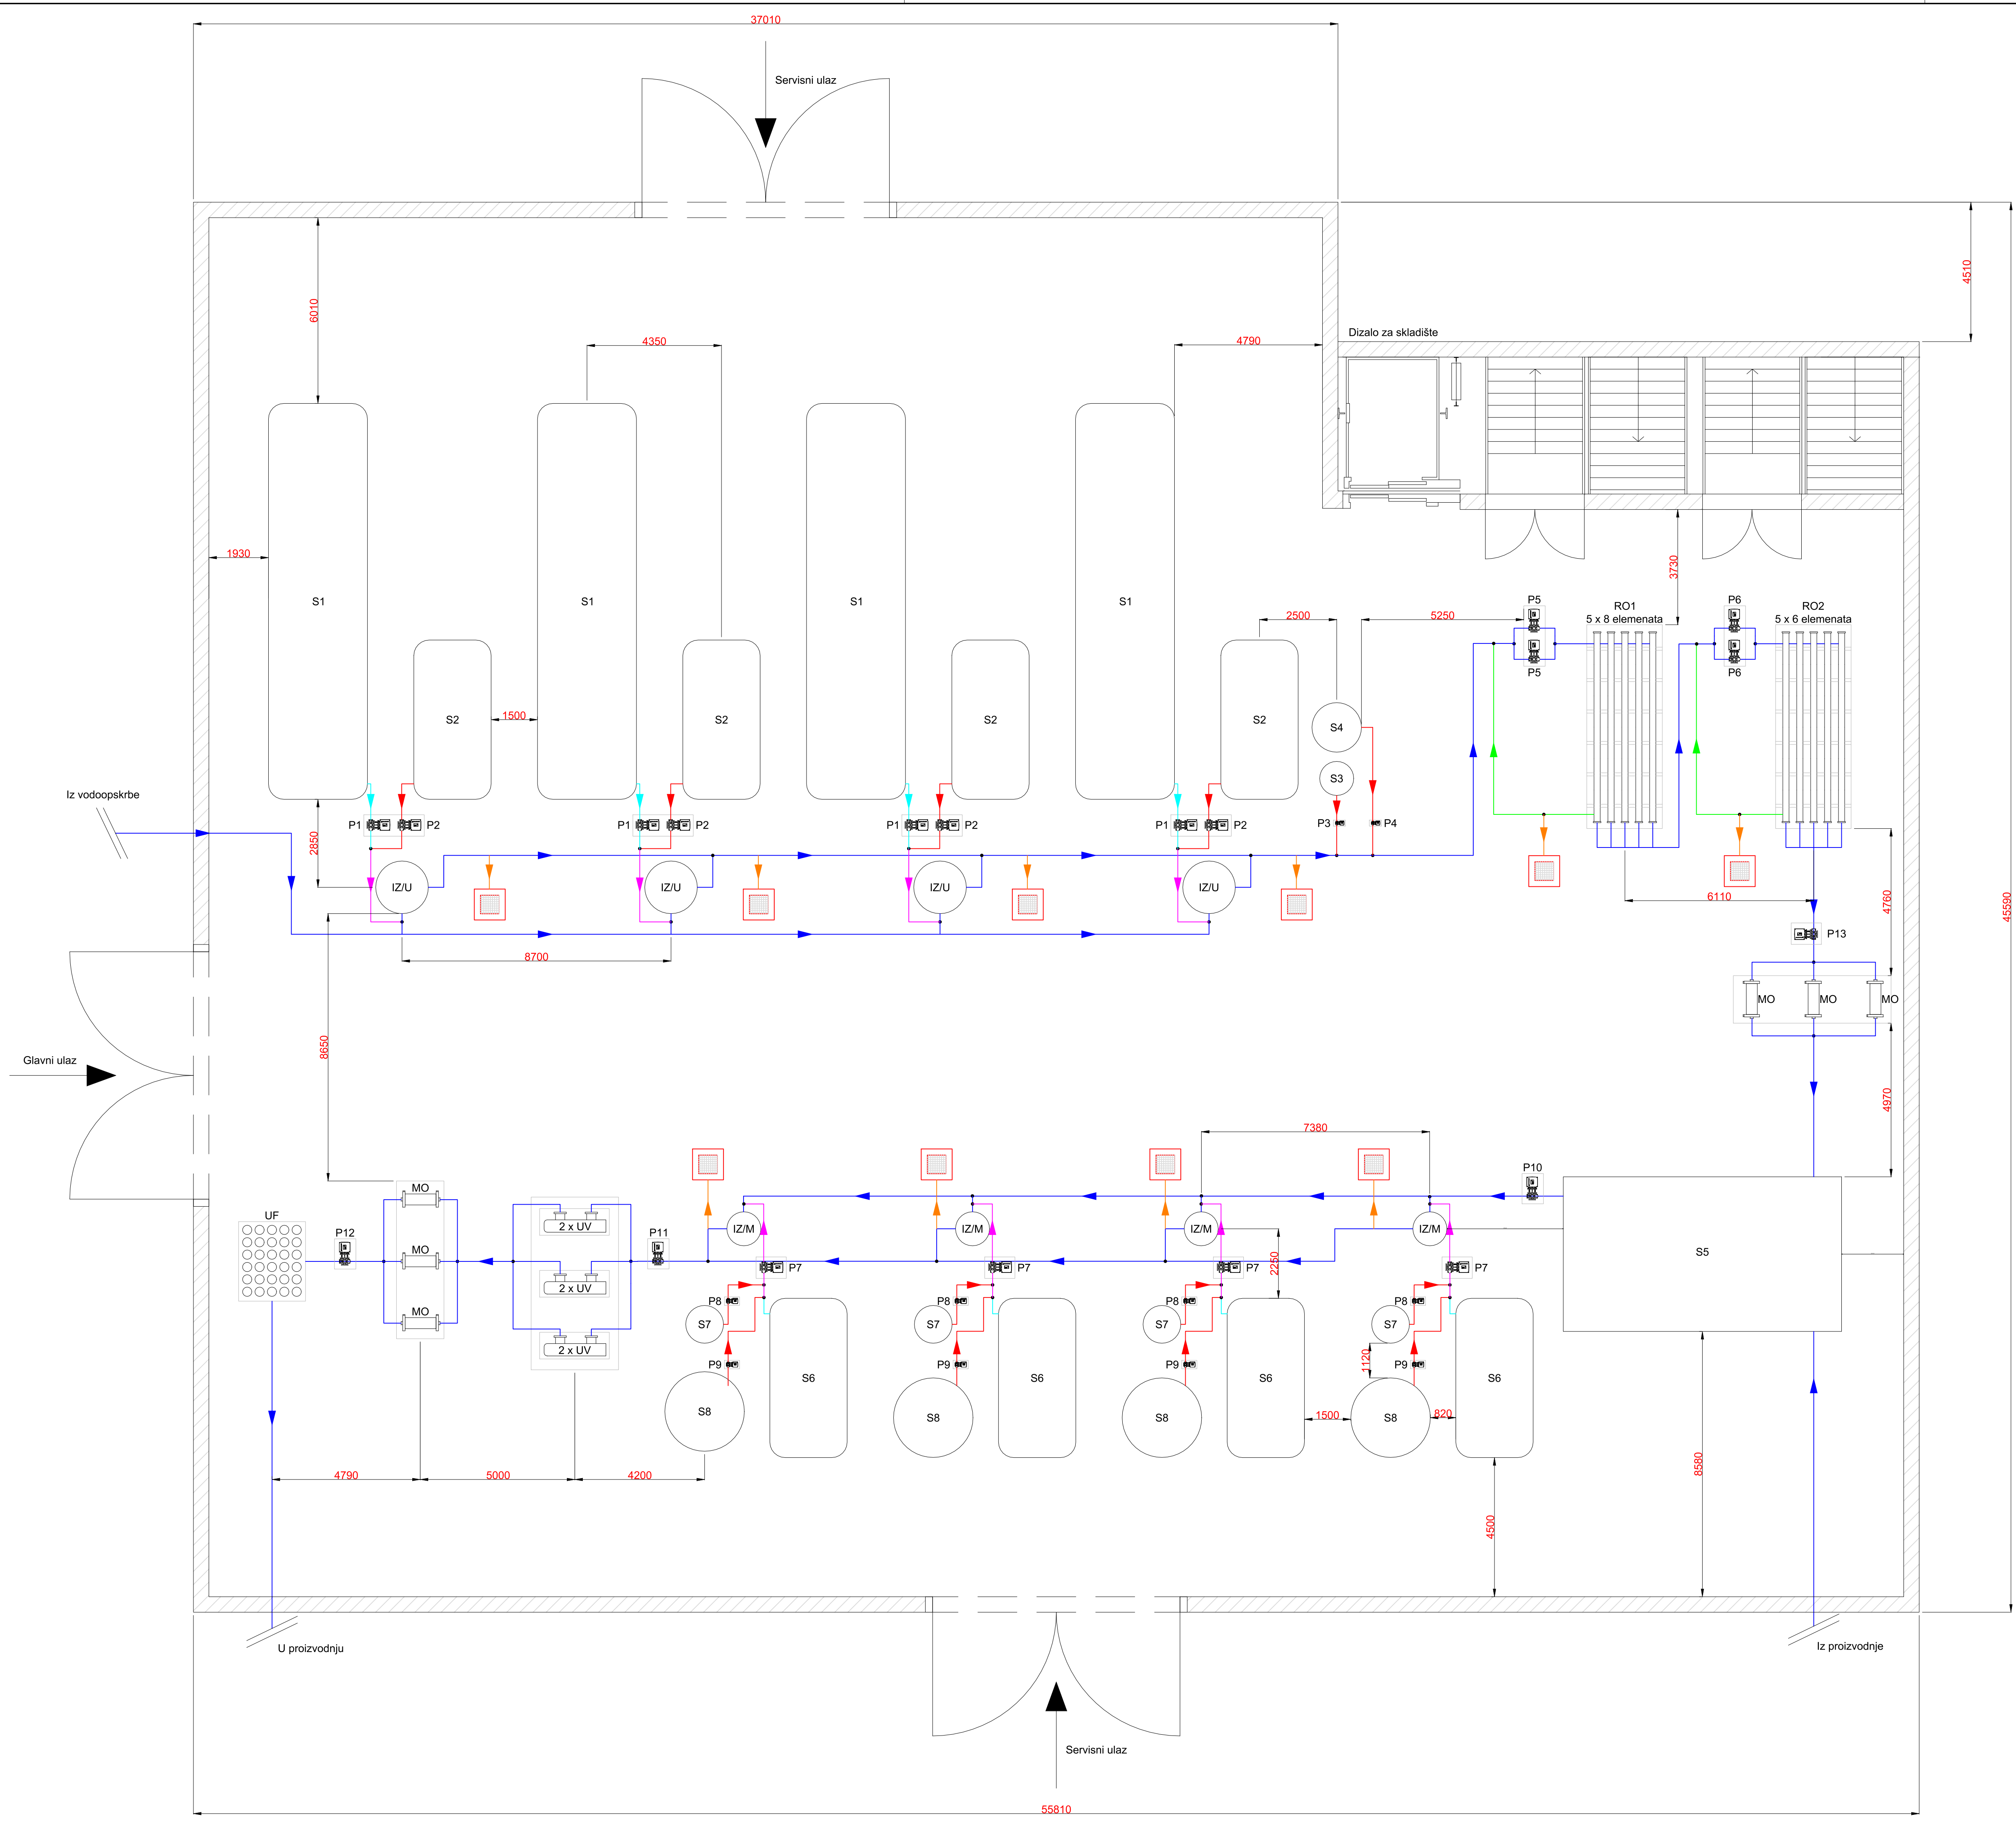 37010
Servisni ulaz
4510
6010
Dizalo za skladište
4350
4790
1930
3730
S1
S1
S1
S1
P5
P6
RO1
5 x 8 elemenata
RO2
5 x 6 elemenata
2500
5250
P5
P6
S2
1500
S2
S2
S2
S4
S3
Iz vodoopskrbe
P1
P2
P1
P2
P1
P2
P1
P2
P3
P4
2850
IZ/U
IZ/U
IZ/U
IZ/U
6110
4760
45590
P13
8700
MO
MO
MO
8650
Glavni ulaz
4970
7380
P10
MO
UF
P12
2 x UV
P11
IZ/M
IZ/M
IZ/M
IZ/M
MO
S5
2250
P7
P7
P7
P7
2 x UV
P8
P8
P8
P8
MO
S7
S7
S7
S7
2 x UV
1120
P9
P9
P9
P9
S6
S6
S6
S6
S8
S8
S8
S8
1500
820
4790
5000
4200
8580
4500
U proizvodnju
Iz proizvodnje
Servisni ulaz
55810